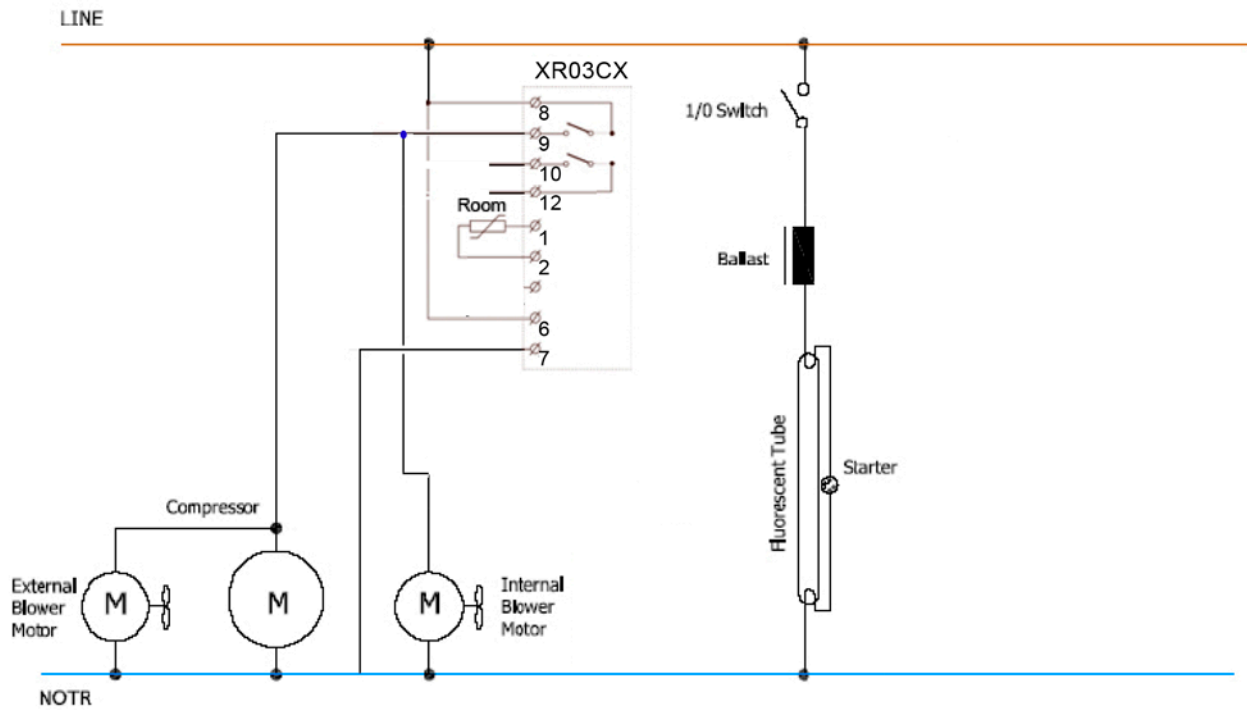 LINE
XR03CX
8
9
10
12
Room
1
2
6
7
1/0 Switch
Ballast
Fluorescent Tube
Starter
Compressor
External
Blower
Motor
M
M
M
Internal
Blower
Motor
NOTR